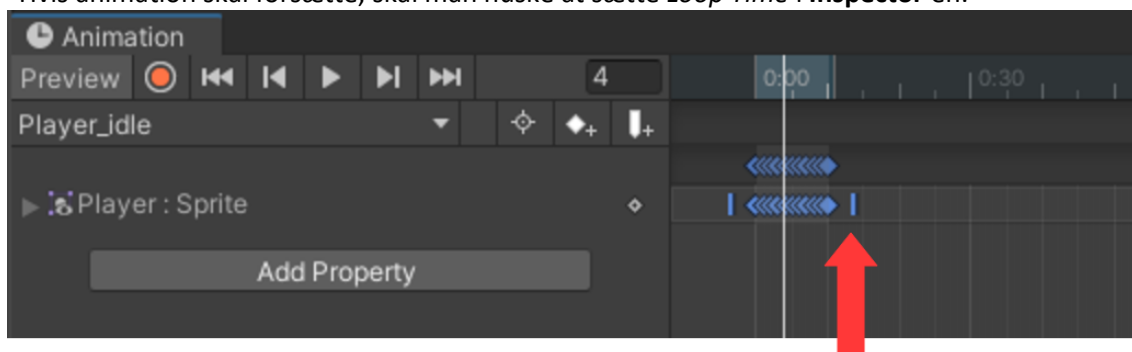 Hvis animation skal forsætte, skal man huske at sætte Loop Time i Inspector'en.
Animation
Preview 4 0:00 0:30
Player_idle
Player : Sprite
Add Property